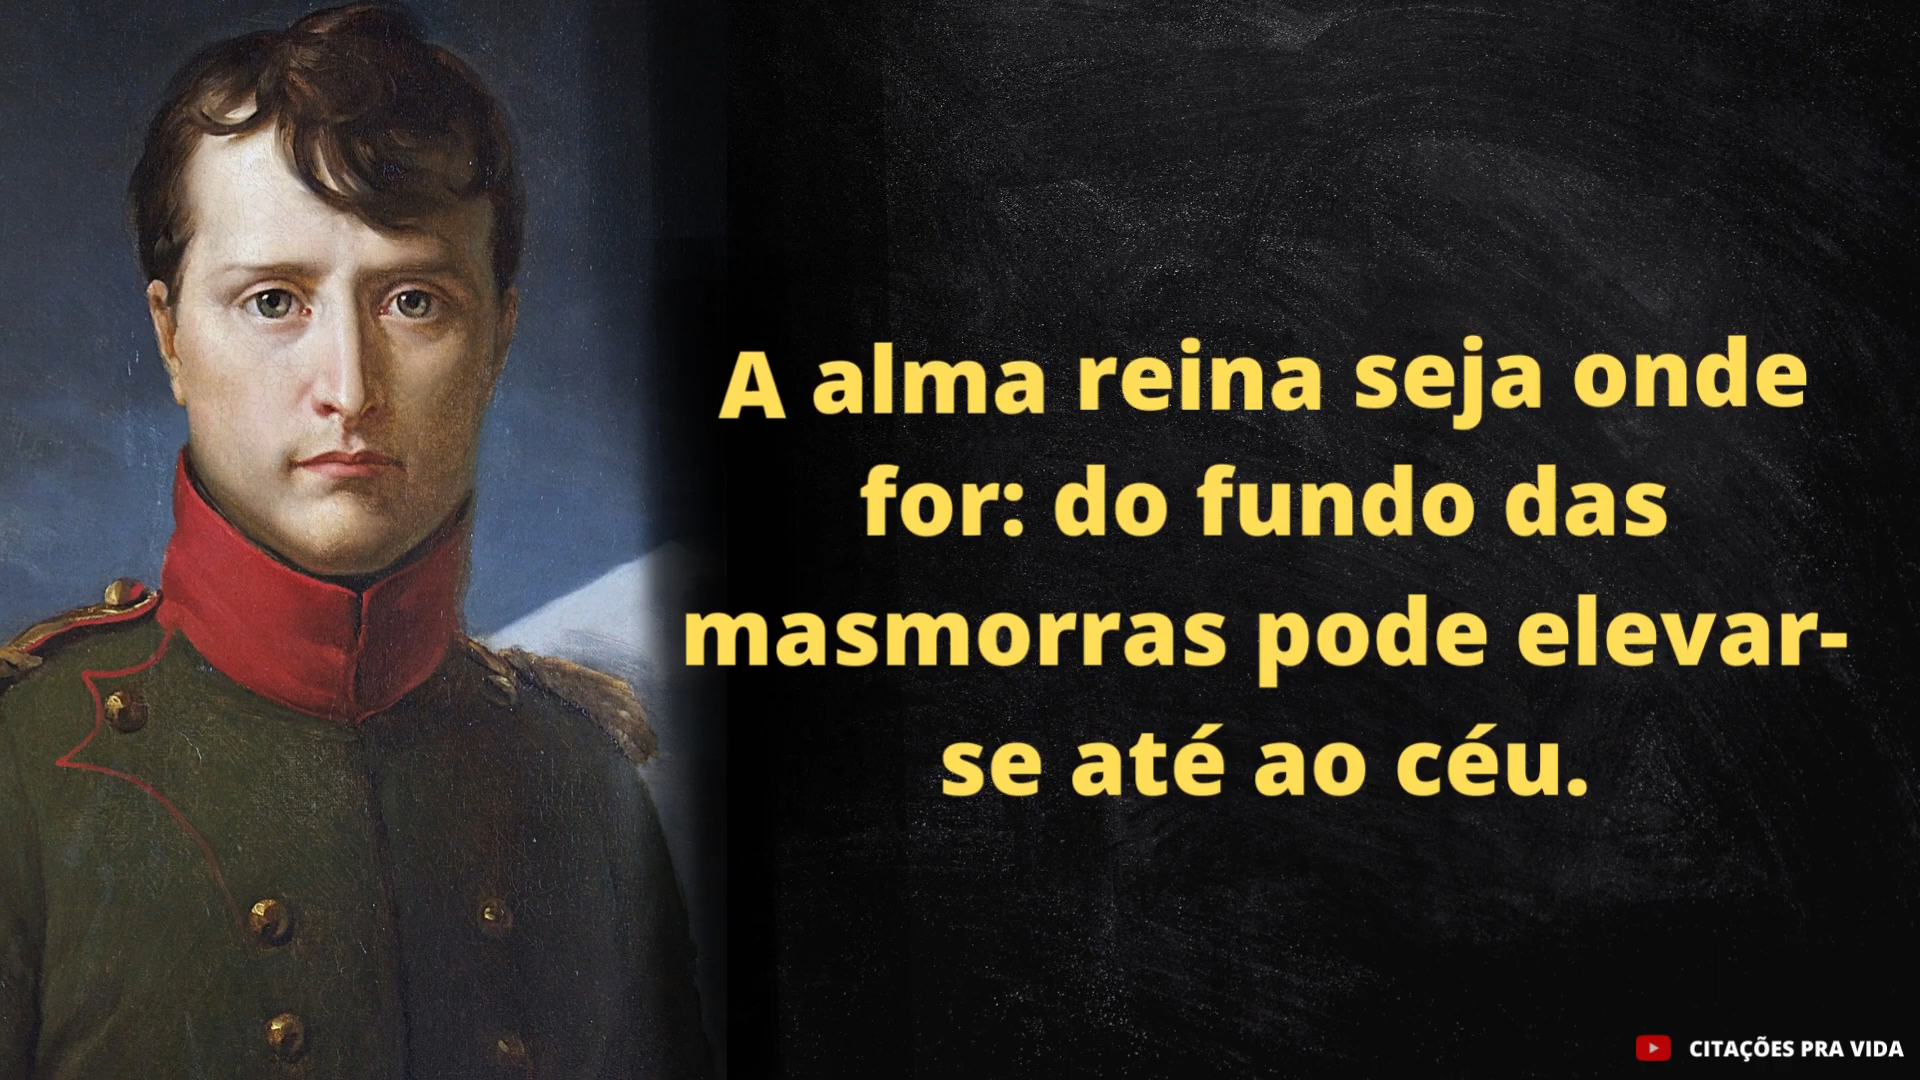 A alma reina seja onde
for: do fundo das
masmorras pode elevar-
se até ao céu.
CITAÇÕES PRA VIDA